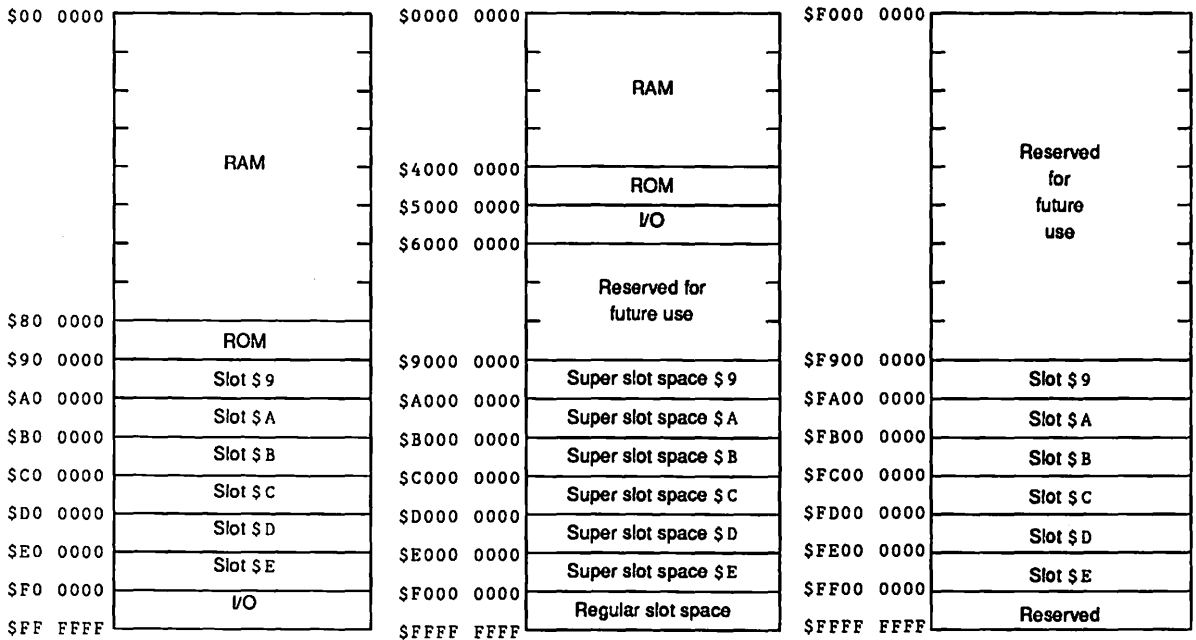 $00 0000
RAM
$80 0000
ROM
$90 0000
Slot $9
$A0 0000
Slot $A
$B0 0000
Slot $B
$C0 0000
Slot $C
$D0 0000
Slot $D
$E0 0000
Slot $E
$F0 0000
I/O
$FF FFFF
$0000 0000
RAM
$4000 0000
ROM
$5000 0000
I/O
$6000 0000
Reserved for
future use
$9000 0000
Super slot space $9
$A000 0000
Super slot space $A
$B000 0000
Super slot space $B
$C000 0000
Super slot space $C
$D000 0000
Super slot space $D
$E000 0000
Super slot space $E
$F000 0000
Regular slot space
$FFFF FFFF
$F000 0000
Reserved
for
future
use
$F900 0000
Slot $9
$FA00 0000
Slot $A
$FB00 0000
Slot $B
$FC00 0000
Slot $C
$FD00 0000
Slot $D
$FE00 0000
Slot $E
$FF00 0000
Reserved
$FFFF FFFF